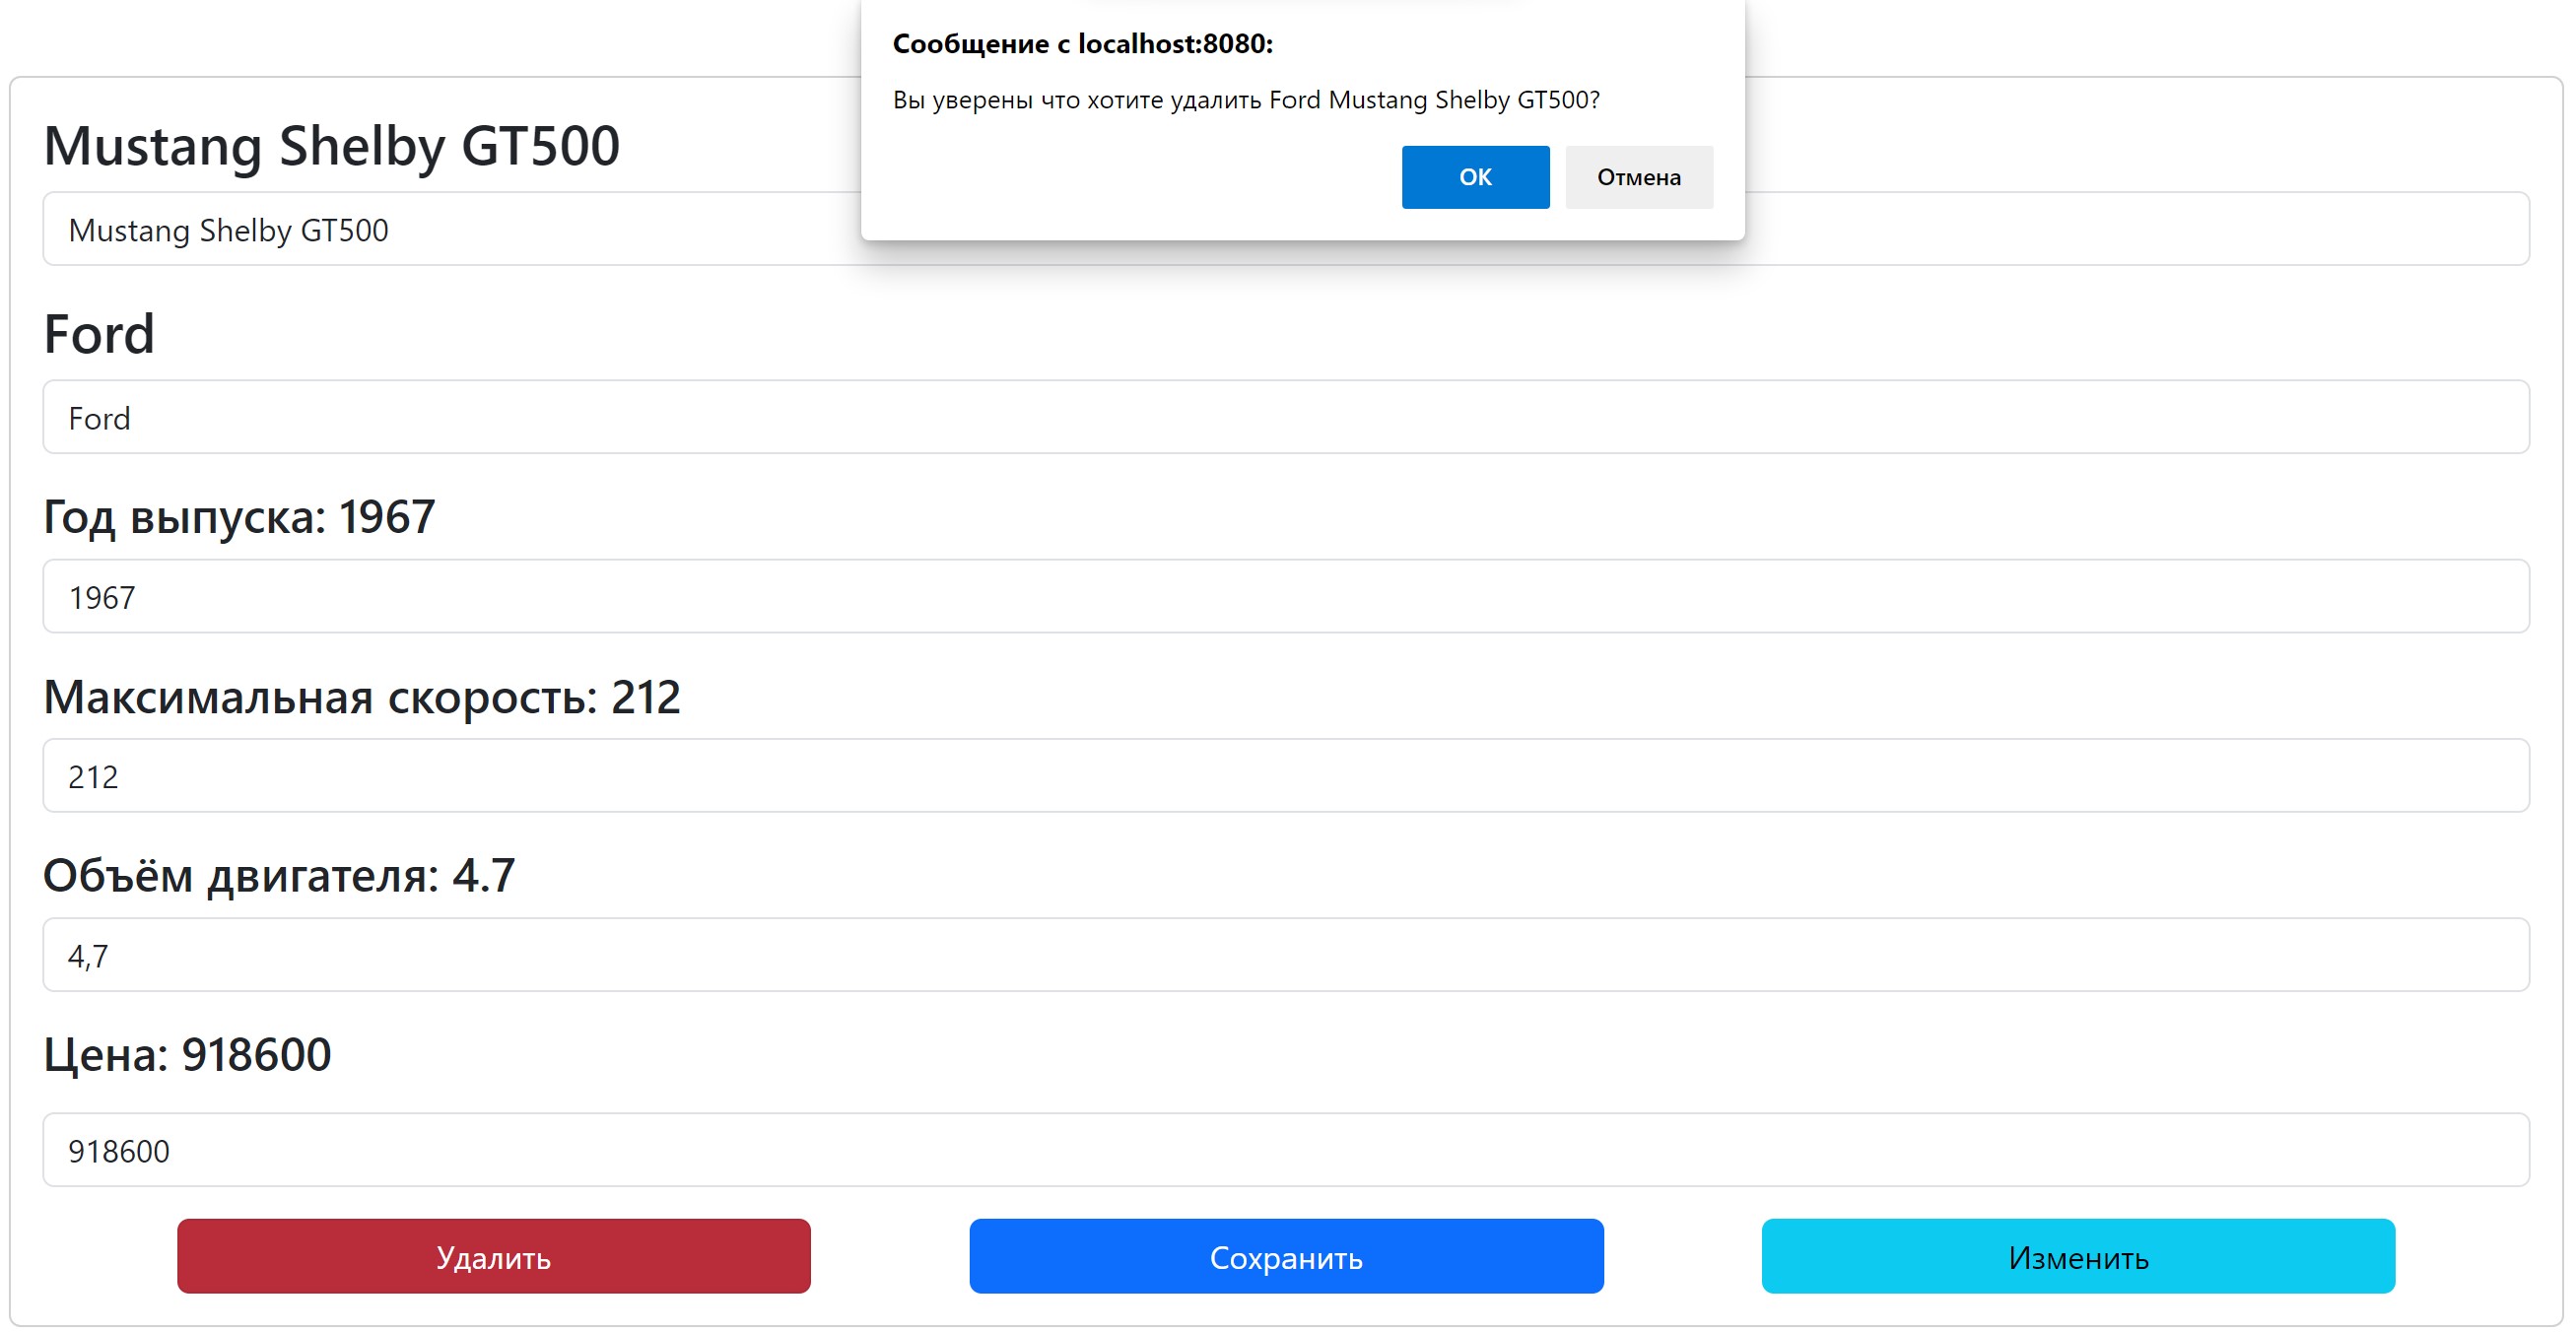 Сообщение с localhost:8080:
Вы уверены что хотите удалить Ford Mustang Shelby GT500?
ОК
Отмена
Mustang Shelby GT500
Mustang Shelby GT500
Ford
Ford
Год выпуска: 1967
1967
Максимальная скорость: 212
212
Объём двигателя: 4.7
4,7
Цена: 918600
918600
Удалить
Сохранить
Изменить